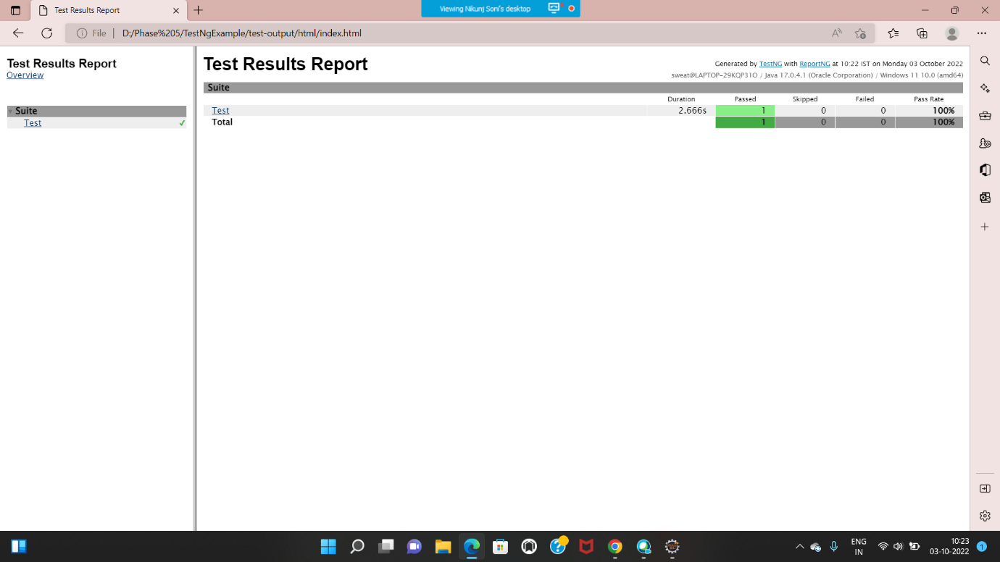 Test Results Report
Viewing Nikunj Soni's desktop
File | D:/Phase%205/TestNgExample/test-output/html/index.html
Test Results Report
Overview
Suite
Test
Test Results Report
Generated by TestNG with ReportNG at 10:22 IST on Monday 03 October 2022
sweat@LAPTOP-29KQP31O / Java 17.0.4.1 (Oracle Corporation) / Windows 11 10.0 (amd64)
Suite
Duration Passed Skipped Failed Pass Rate
Test 2.666s 1 0 0 100%
Total 1 0 0 100%
ENG
IN
10:23
03-10-2022
1